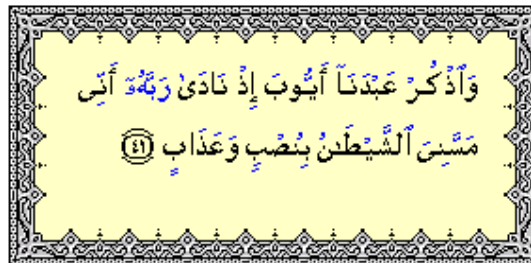 وَٱذْكُرْ عَبْدَنَآ أَيُّوبَ إِذْ نَادَىٰ رَبَّهُۥٓ أَنِّى
مَسَّنِىَ ٱلشَّيْطَٰنُ بِنُصْبٍ وَعَذَابٍ ٤١